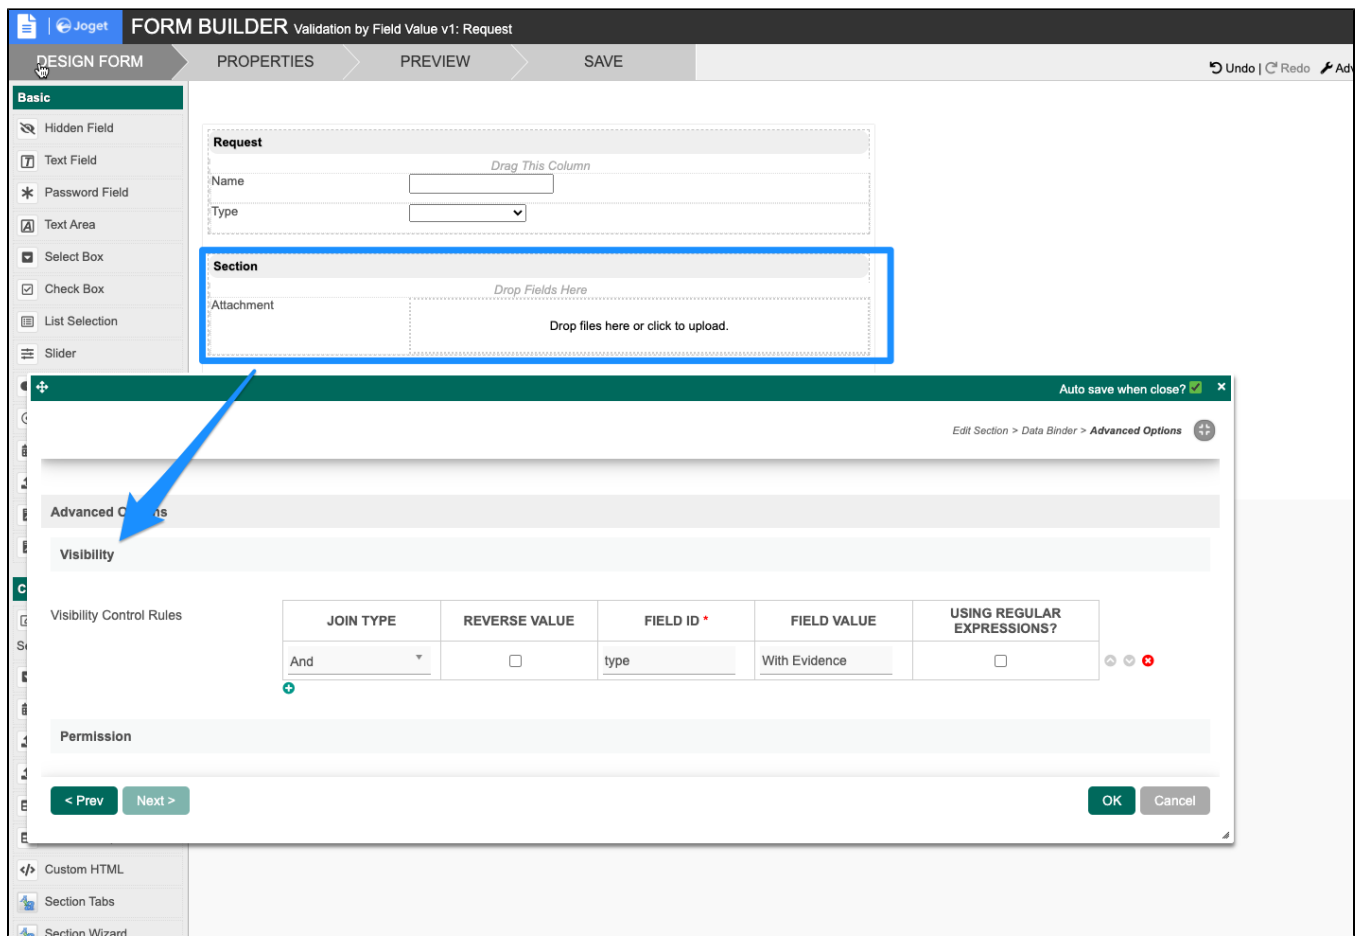 Joget FORM BUILDER Validation by Field Value v1: Request
DESIGN FORM PROPERTIES PREVIEW SAVE
Undo | Redo Adv
Basic
Hidden Field
Text Field
Password Field
Text Area
Select Box
Check Box
List Selection
Slider
Request
Drag This Column
Name
Type
Section
Drop Fields Here
Attachment
Drop files here or click to upload.
Auto save when close?
Edit Section > Data Binder > Advanced Options
Advanced
Visibility
Visibility Control Rules
JOIN TYPE REVERSE VALUE FIELD ID * FIELD VALUE USING REGULAR
EXPRESSIONS?
And type With Evidence
Permission
< Prev Next > OK Cancel
Custom HTML
Section Tabs
Section Wizard